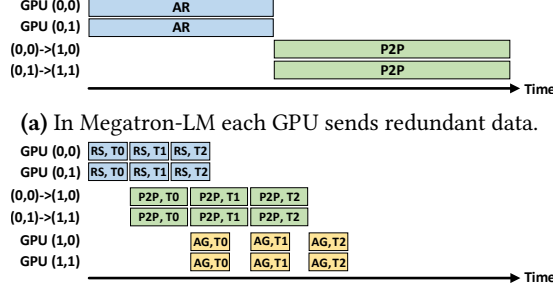 GPU (0,0) AR
GPU (0,1) AR
(0,0)->(1,0) P2P
(0,1)->(1,1) P2P
Time
(a) In Megatron-LM each GPU sends redundant data.
GPU (0,0) RS, T0 RS, T1 RS, T2
GPU (0,1) RS, T0 RS, T1 RS, T2
(0,0)->(1,0) P2P, T0 P2P, T1 P2P, T2
(0,1)->(1,1) P2P, T0 P2P, T1 P2P, T2
GPU (1,0) AG,T0 AG,T1 AG,T2
GPU (1,1) AG,T0 AG,T1 AG,T2
Time